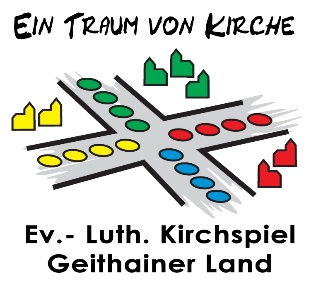 EIN TRAUM VON KIRCHE
Ev.- Luth. Kirchspiel
Geithainer Land